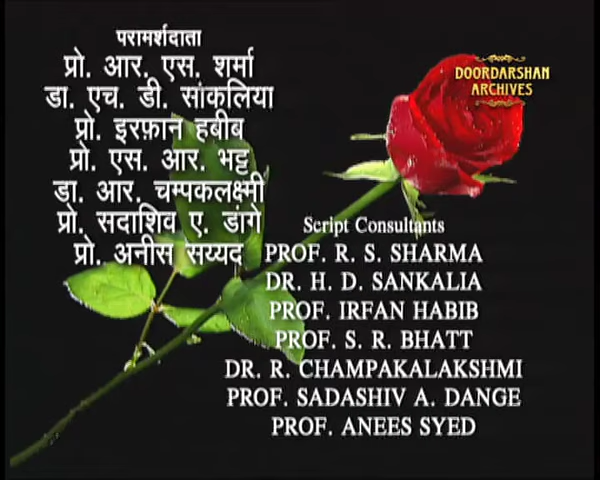 परामर्शदाता
प्रो. आर. एस. शर्मा
डा. एच. डी. सांकलिया
प्रो. इरफ़ान हबीब
प्रो. एस. आर. भट्ट
डा. आर. चम्पकलक्ष्मी
प्रो. सदाशिव ए. डांगे
प्रो. अनीस सय्यद
DOORDARSHAN
ARCHIVES
Script Consultants
PROF. R. S. SHARMA
DR. H. D. SANKALIA
PROF. IRFAN HABIB
PROF. S. R. BHATT
DR. R. CHAMPAKALAKSHMI
PROF. SADASHIV A. DANGE
PROF. ANEES SYED